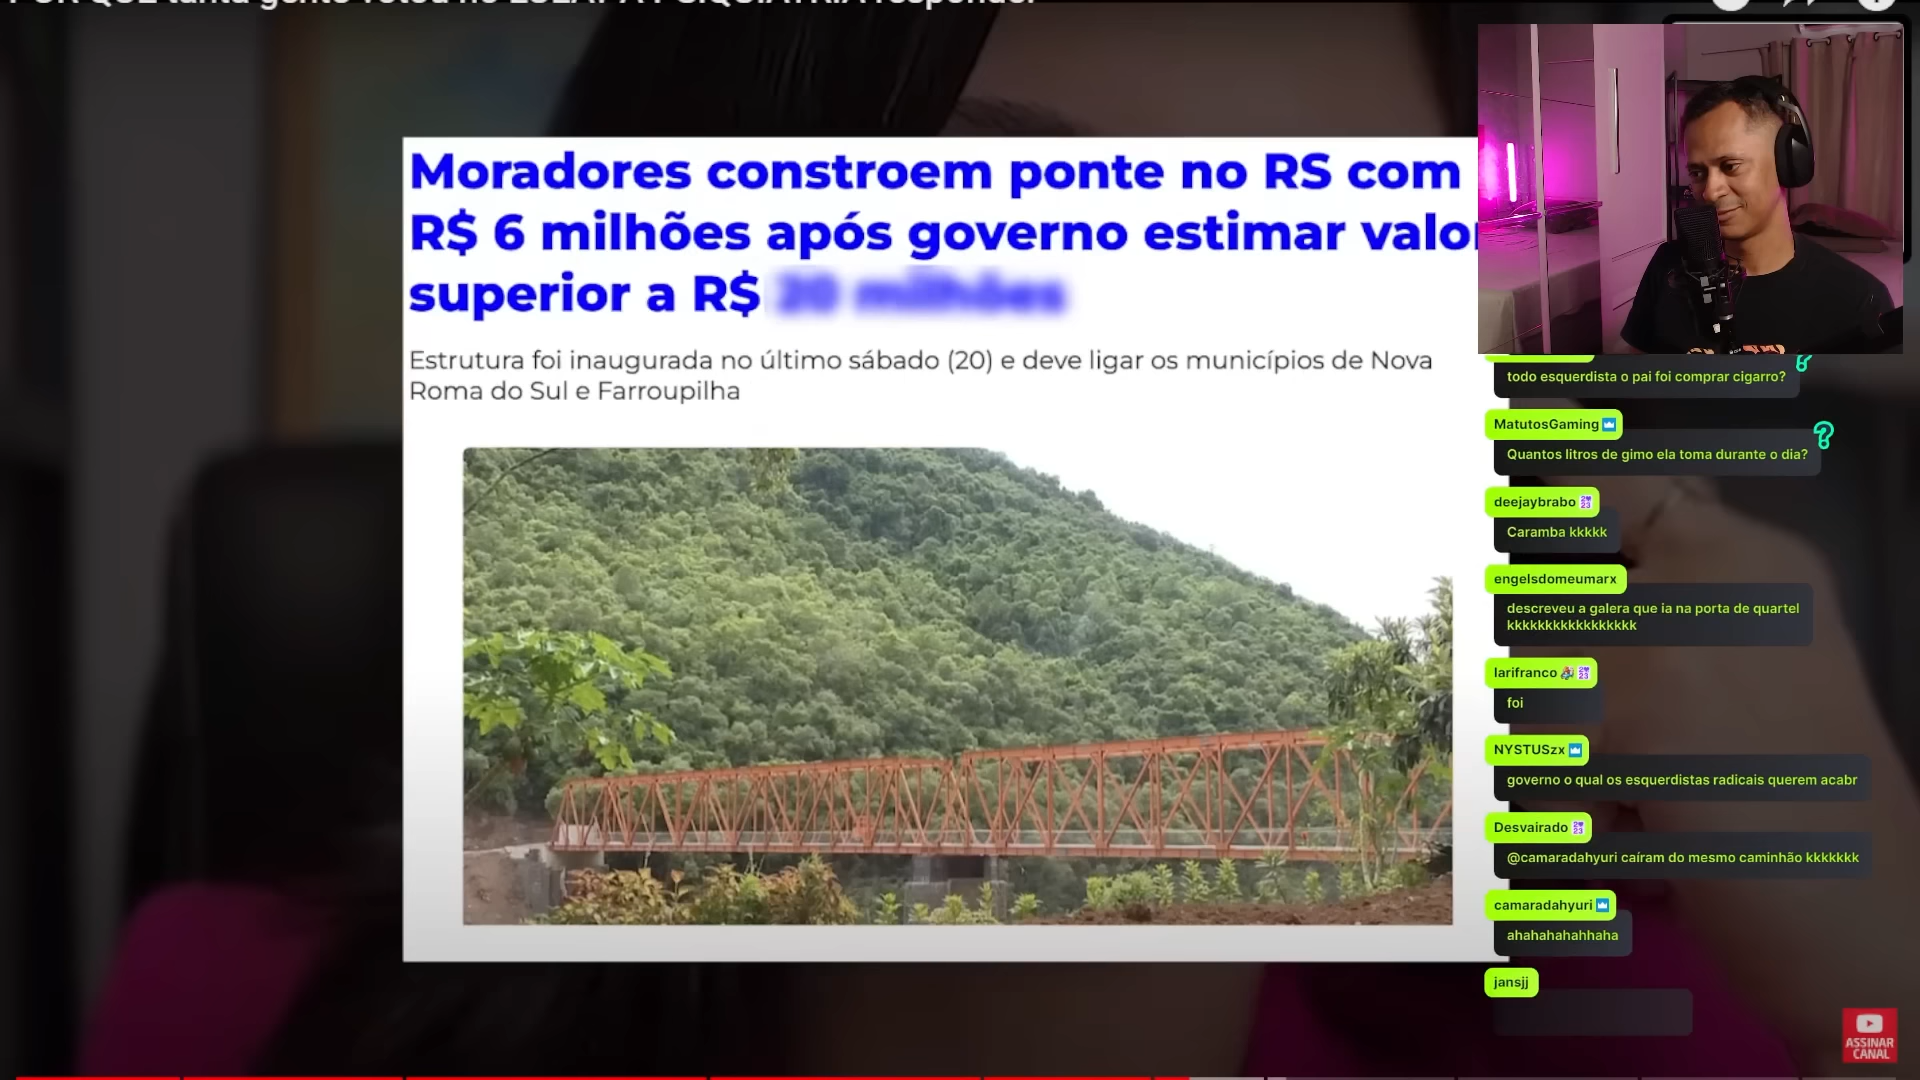 Moradores constroem ponte no RS com
R$ 6 milhões após governo estimar valo
superior a R$ 20 milhões
Estrutura foi inaugurada no último sábado (20) e deve ligar os municípios de Nova
Roma do Sul e Farroupilha
todo esquerdista o pai foi comprar cigarro?
MatutosGaming
Quantos litros de gimo ela toma durante o dia?
deejaybrabo
Caramba kkkkk
engelsdomeumarx
descreveu a galera que ia na porta de quartel
kkkkkkkkkkkkkkkkk
larifranco
foi
NYSTUSzx
governo o qual os esquerdistas radicais querem acabr
Desvairado
@camaradahyuri caíram do mesmo caminhão kkkkkkk
camaradahyuri
ahahahahahhaha
jansjj
ASSINAR
CANAL